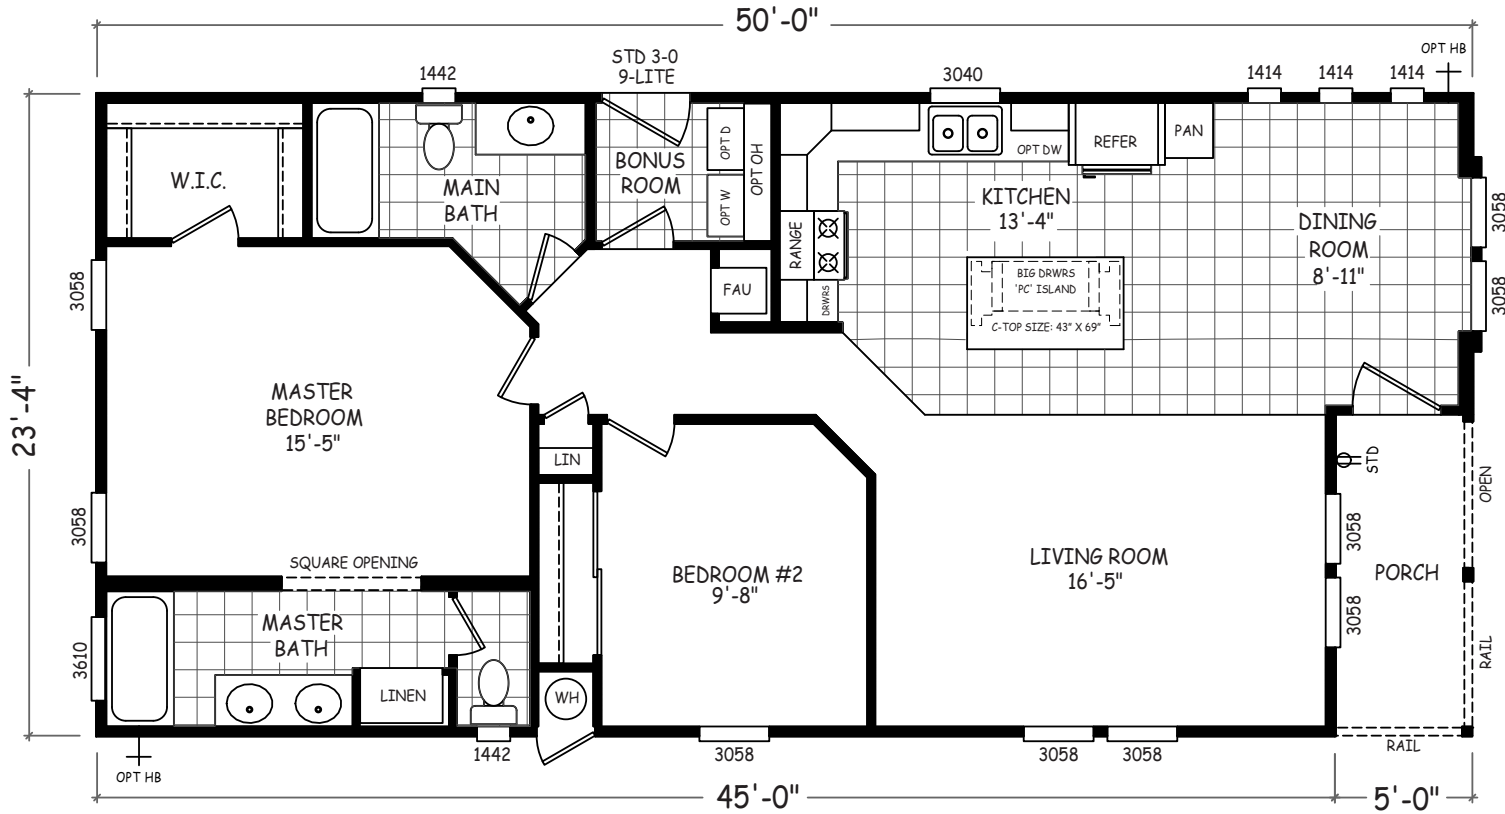 50'-0"
OPT HB
STD 3-0
9-LITE
1442
3040
1414
1414
1414
W.I.C.
MAIN
BATH
BONUS
ROOM
OPT D
OPT W
OPT OH
OPT DW
REFER
PAN
KITCHEN
13'-4"
DINING
ROOM
8'-11"
3058
3058
RANGE
DRWRS
FAU
BIG DRWRS
'PC' ISLAND
C-TOP SIZE: 43" X 69"
3058
23'-4"
MASTER
BEDROOM
15'-5"
LIN
STD
OPEN
3058
SQUARE OPENING
BEDROOM #2
9'-8"
LIVING ROOM
16'-5"
3058
3058
PORCH
RAIL
3610
MASTER
BATH
LINEN
WH
1442
3058
3058
3058
RAIL
OPT HB
45'-0"
5'-0"